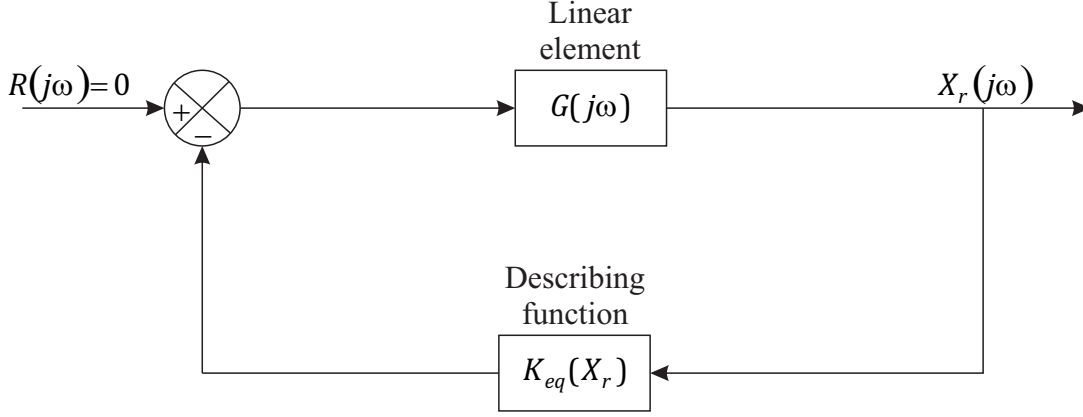 Linear
element
R(jω)=0
G(jω)
X_r(jω)
+
−
Describing
function
K_eq(X_r)